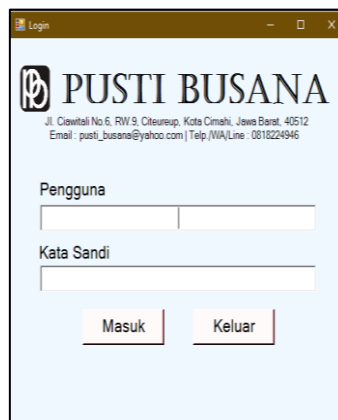 Login
PUSTI BUSANA
Jl. Ciawitali No.6, RW.9, Citeureup, Kota Cimahi, Jawa Barat, 40512
Email : pusti_busana@yahoo.com | Telp./WA/Line : 0818224946
Pengguna
Kata Sandi
Masuk
Keluar